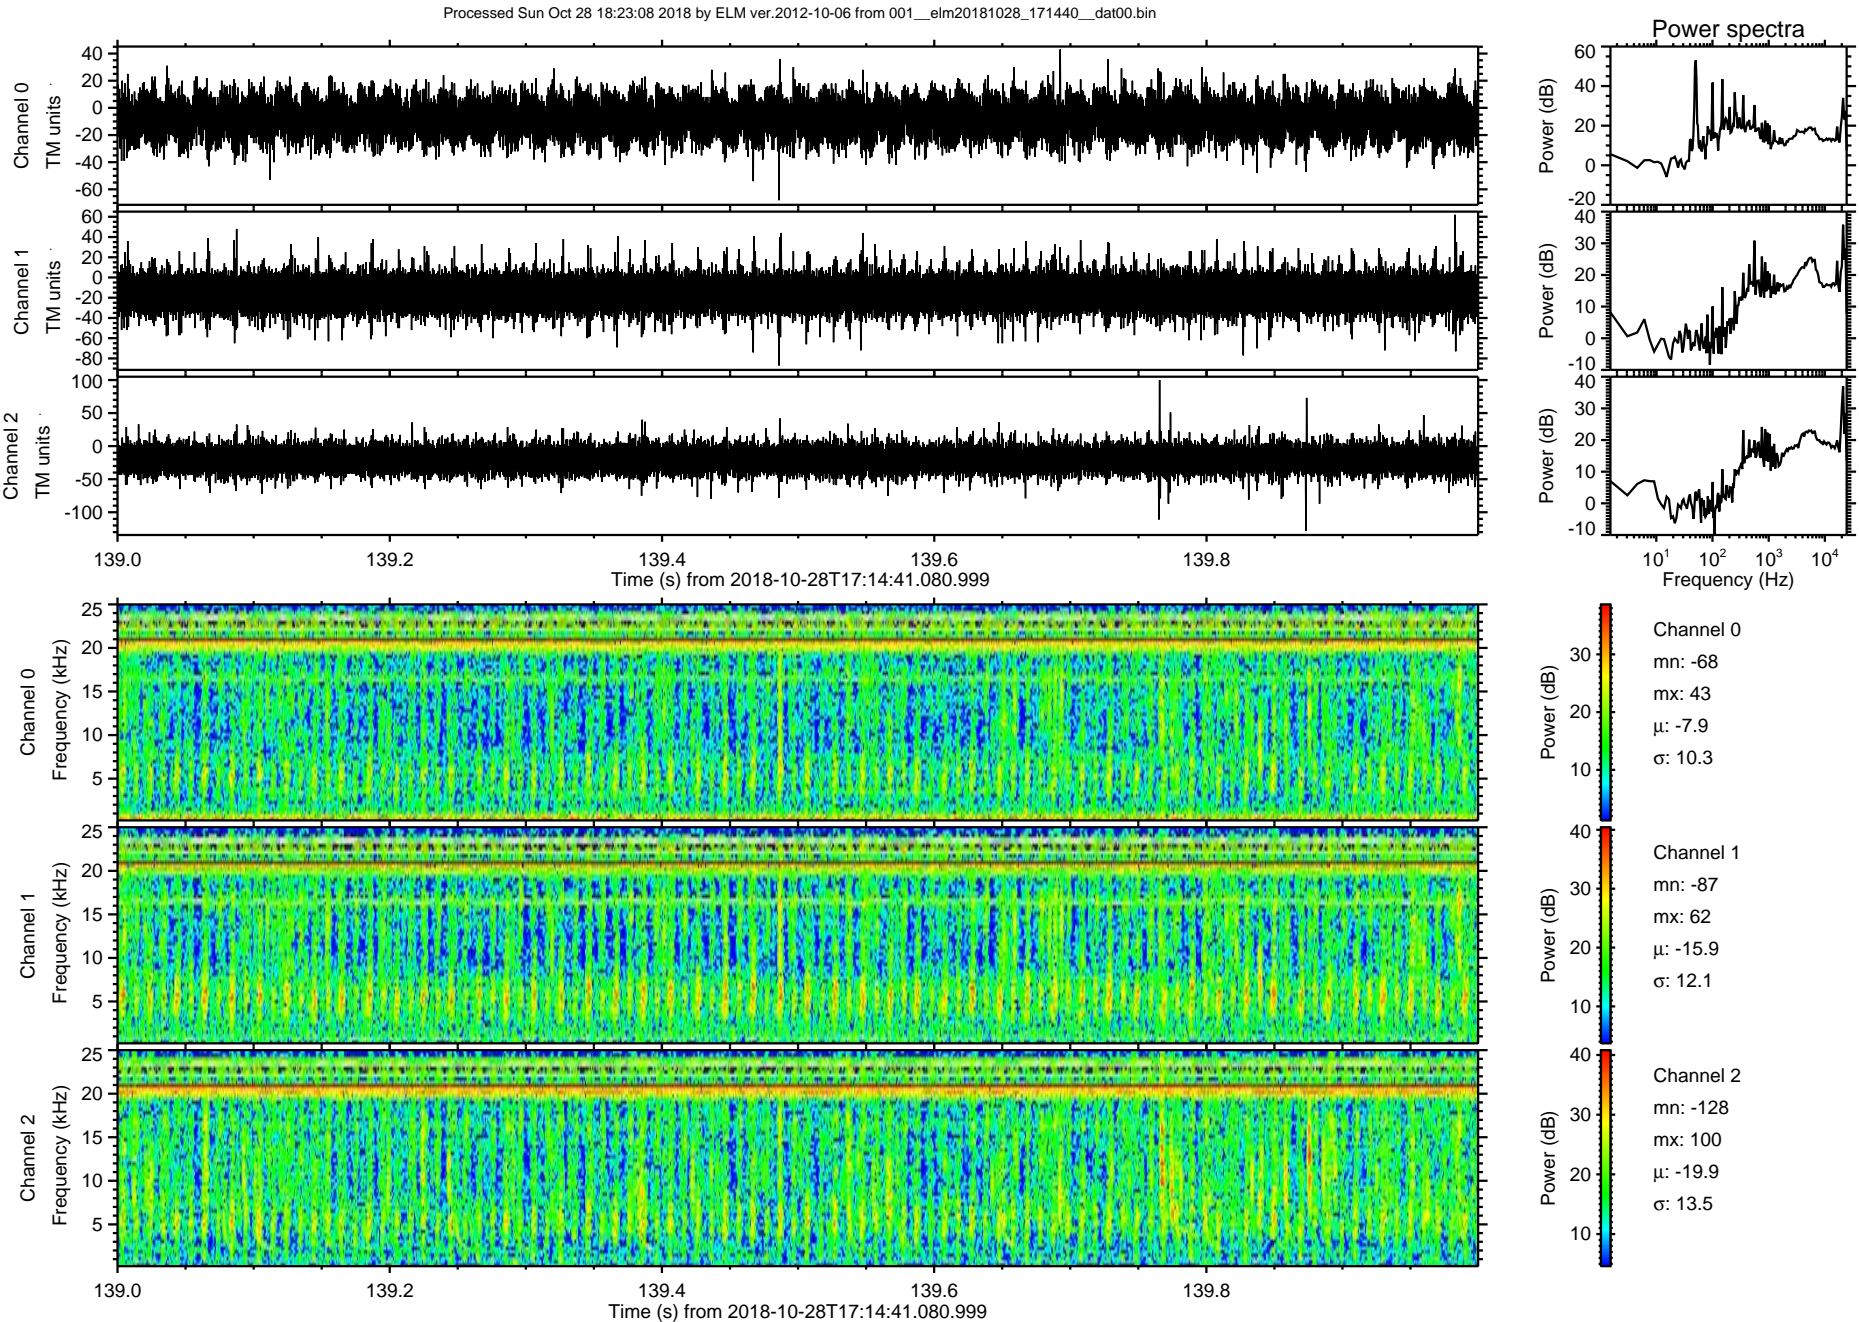 Processed Sun Oct 28 18:23:08 2018 by ELM ver.2012-10-06 from 001__elm20181028_171440__dat00.bin
Power spectra
Channel 0
TM units
40
20
0
-20
-40
-60
Power (dB)
60
40
20
0
-20
Channel 1
TM units
60
40
20
0
-20
-40
-60
-80
Power (dB)
40
30
20
10
0
-10
Channel 2
TM units
100
50
0
-50
-100
Power (dB)
40
30
20
10
0
-10
139.0 139.2 139.4 139.6 139.8
Time (s) from 2018-10-28T17:14:41.080.999
10¹ 10² 10³ 10⁴
Frequency (Hz)
Channel 0
Frequency (kHz)
25
20
15
10
5
Power (dB)
30
20
10
Channel 0
mn: -68
mx: 43
μ: -7.9
σ: 10.3
Channel 1
Frequency (kHz)
25
20
15
10
5
Power (dB)
40
30
20
10
Channel 1
mn: -87
mx: 62
μ: -15.9
σ: 12.1
Channel 2
Frequency (kHz)
25
20
15
10
5
Power (dB)
40
30
20
10
Channel 2
mn: -128
mx: 100
μ: -19.9
σ: 13.5
139.0 139.2 139.4 139.6 139.8
Time (s) from 2018-10-28T17:14:41.080.999